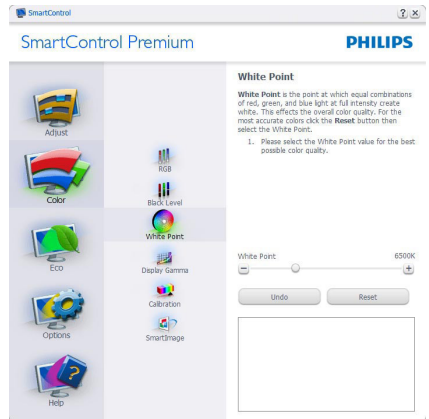 SmartControl
SmartControl Premium
PHILIPS
Adjust
Color
Eco
Options
Help
RGB
Black Level
White Point
Display Gamma
Calibration
SmartImage
White Point
White Point is the point at which equal combinations
of red, green, and blue light at full intensity create
white. This effects the overall color quality. For the
most accurate colors click the Reset button then
select the White Point.
1. Please select the White Point value for the best
possible color quality.
White Point 6500K
Undo Reset